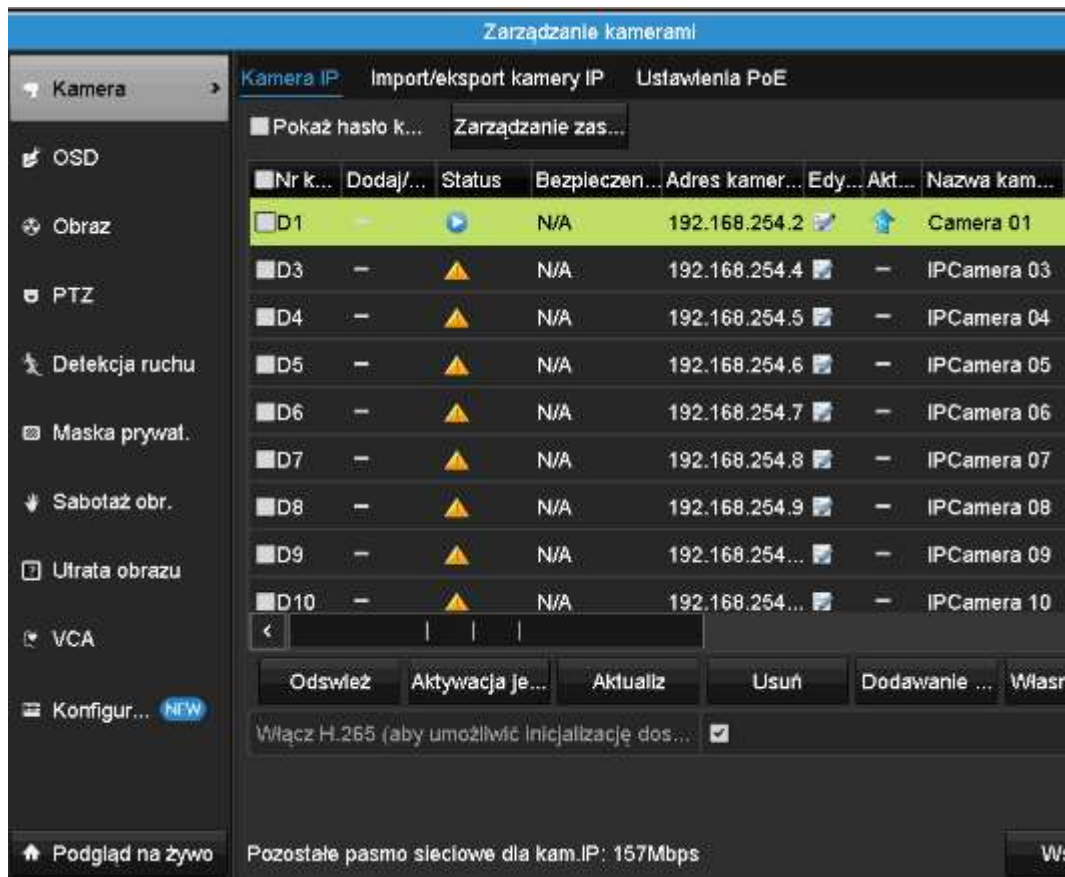 Zarządzanie kamerami
Kamera
OSD
Obraz
PTZ
Detekcja ruchu
Maska prywat.
Sabotaż obr.
Utrata obrazu
VCA
Konfigur... NEW
Podgląd na żywo
Kamera IP Import/eksport kamery IP Ustawienia PoE
Pokaż hasło k... Zarządzanie zas...
Nr k... Dodaj/... Status Bezpieczen... Adres kamer... Edy... Akt... Nazwa kam...
D1 – N/A 192.168.254.2 Camera 01
D3 – N/A 192.168.254.4 – IPCamera 03
D4 – N/A 192.168.254.5 – IPCamera 04
D5 – N/A 192.168.254.6 – IPCamera 05
D6 – N/A 192.168.254.7 – IPCamera 06
D7 – N/A 192.168.254.8 – IPCamera 07
D8 – N/A 192.168.254.9 – IPCamera 08
D9 – N/A 192.168.254... – IPCamera 09
D10 – N/A 192.168.254... – IPCamera 10
Odswież Aktywacja je... Aktualiz Usuń Dodawanie ... Własn
Włącz H.265 (aby umożliwić inicjalizację dos...
Pozostałe pasmo sieciowe dla kam.IP: 157Mbps
Ws